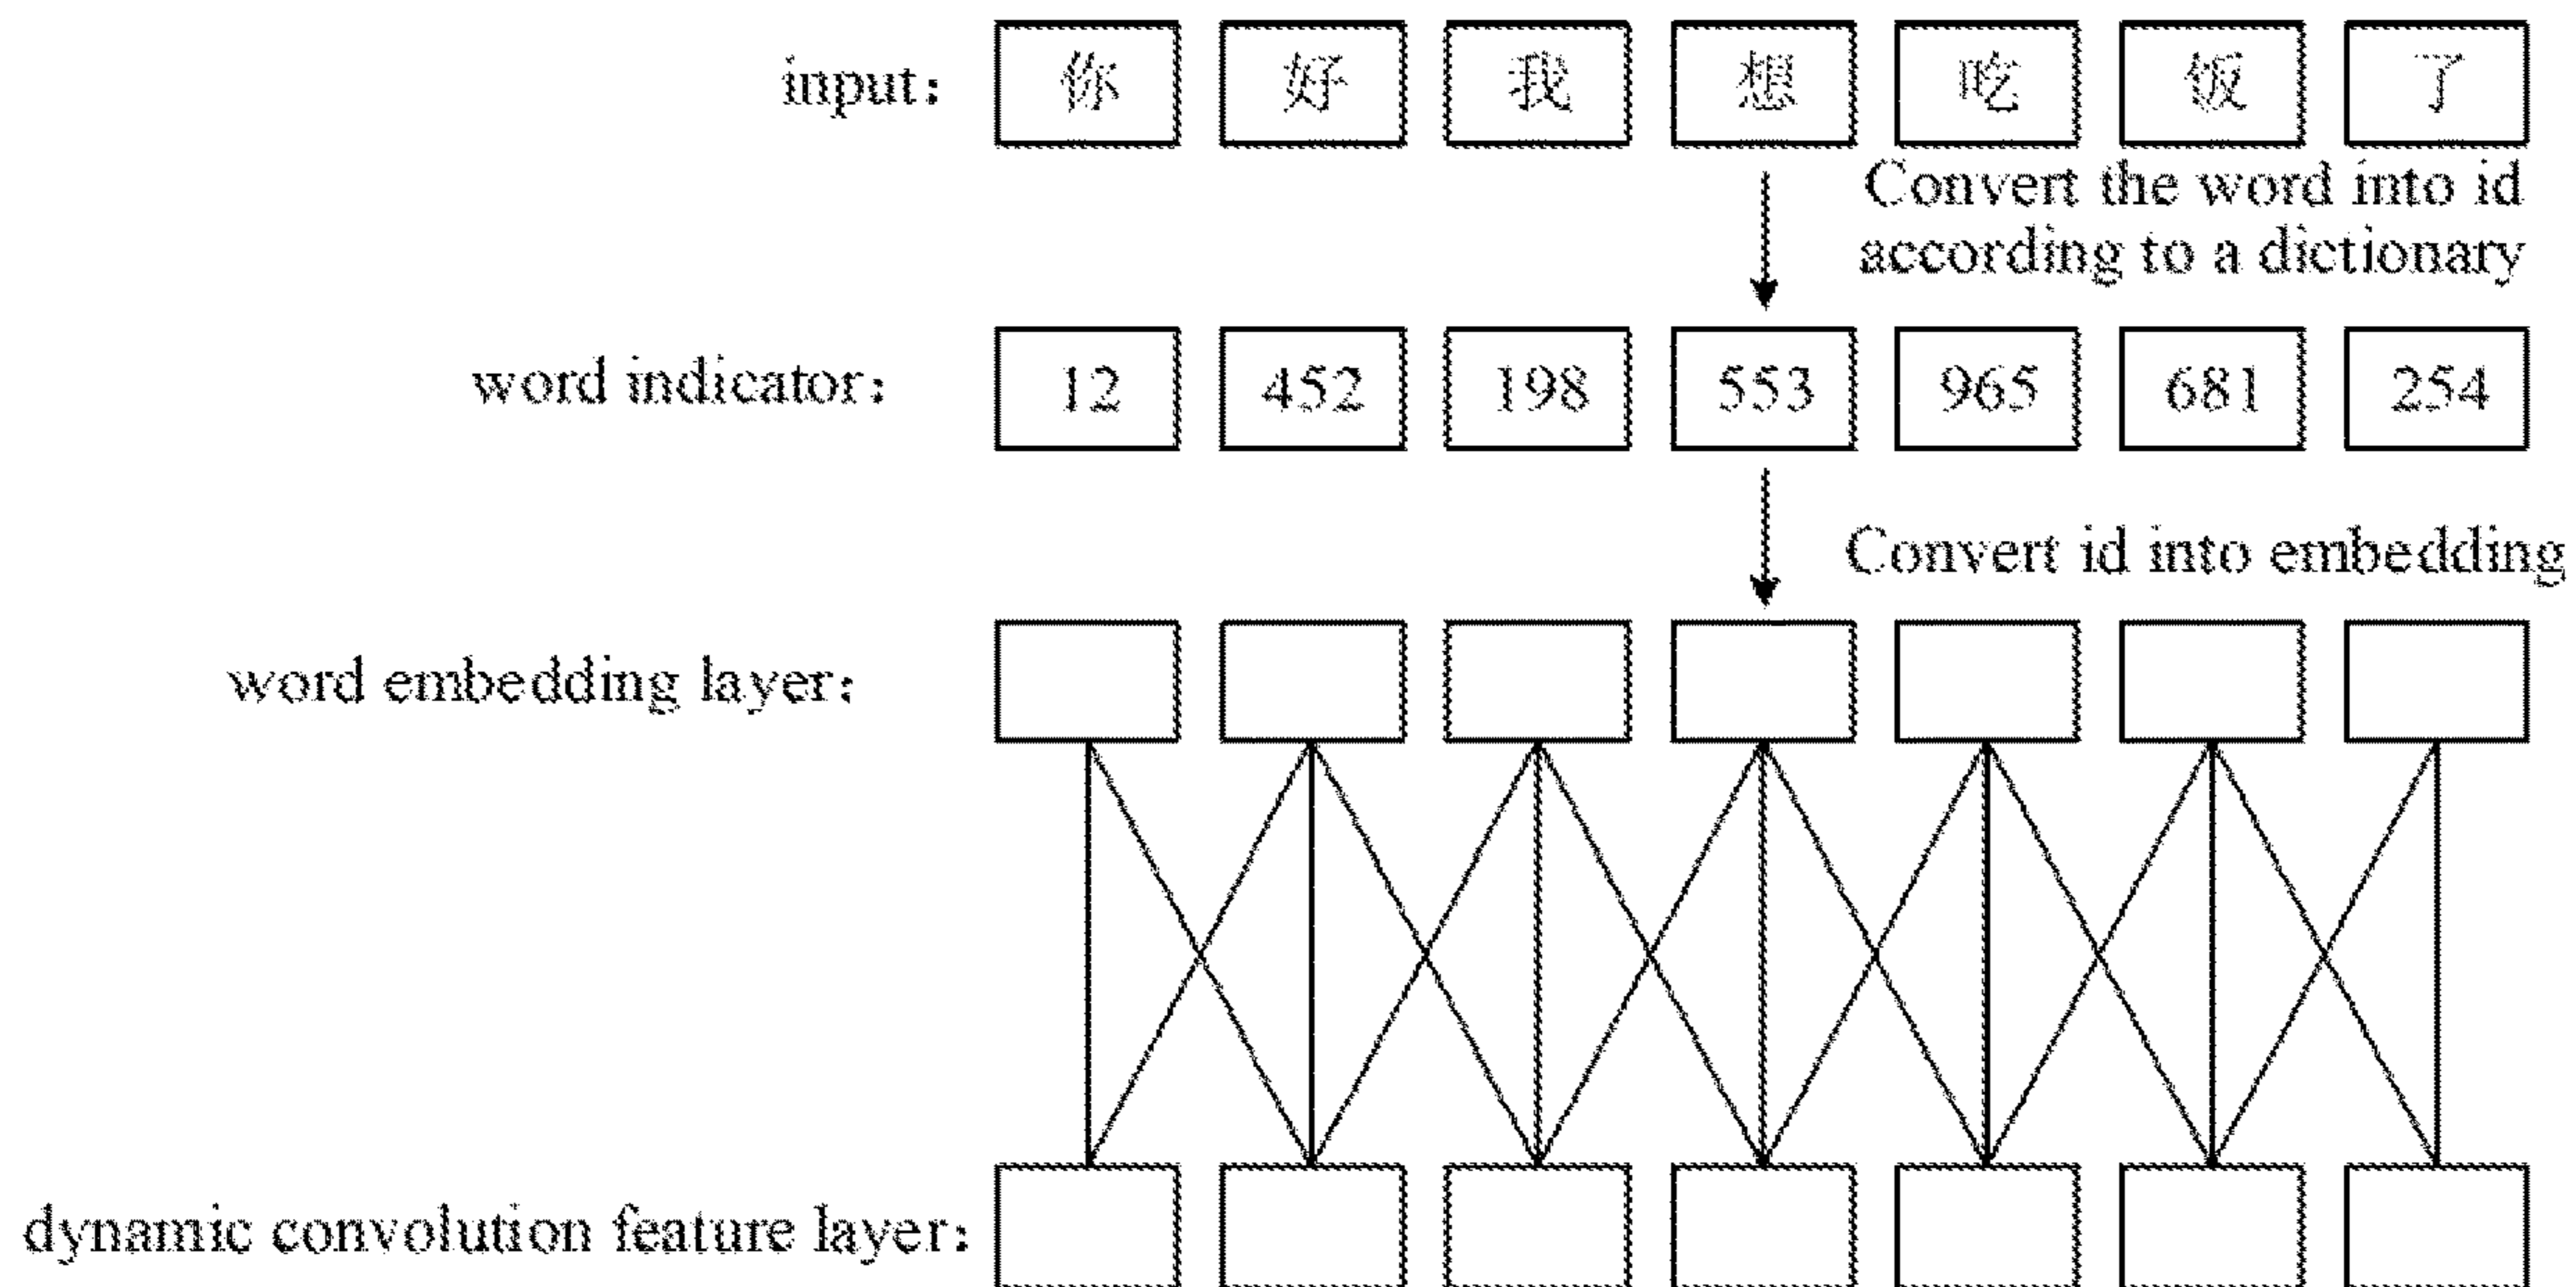 input: 你 好 我 想 吃 饭 了
Convert the word into id
according to a dictionary
word indicator: 12 452 198 553 965 681 254
Convert id into embedding
word embedding layer:
dynamic convolution feature layer: